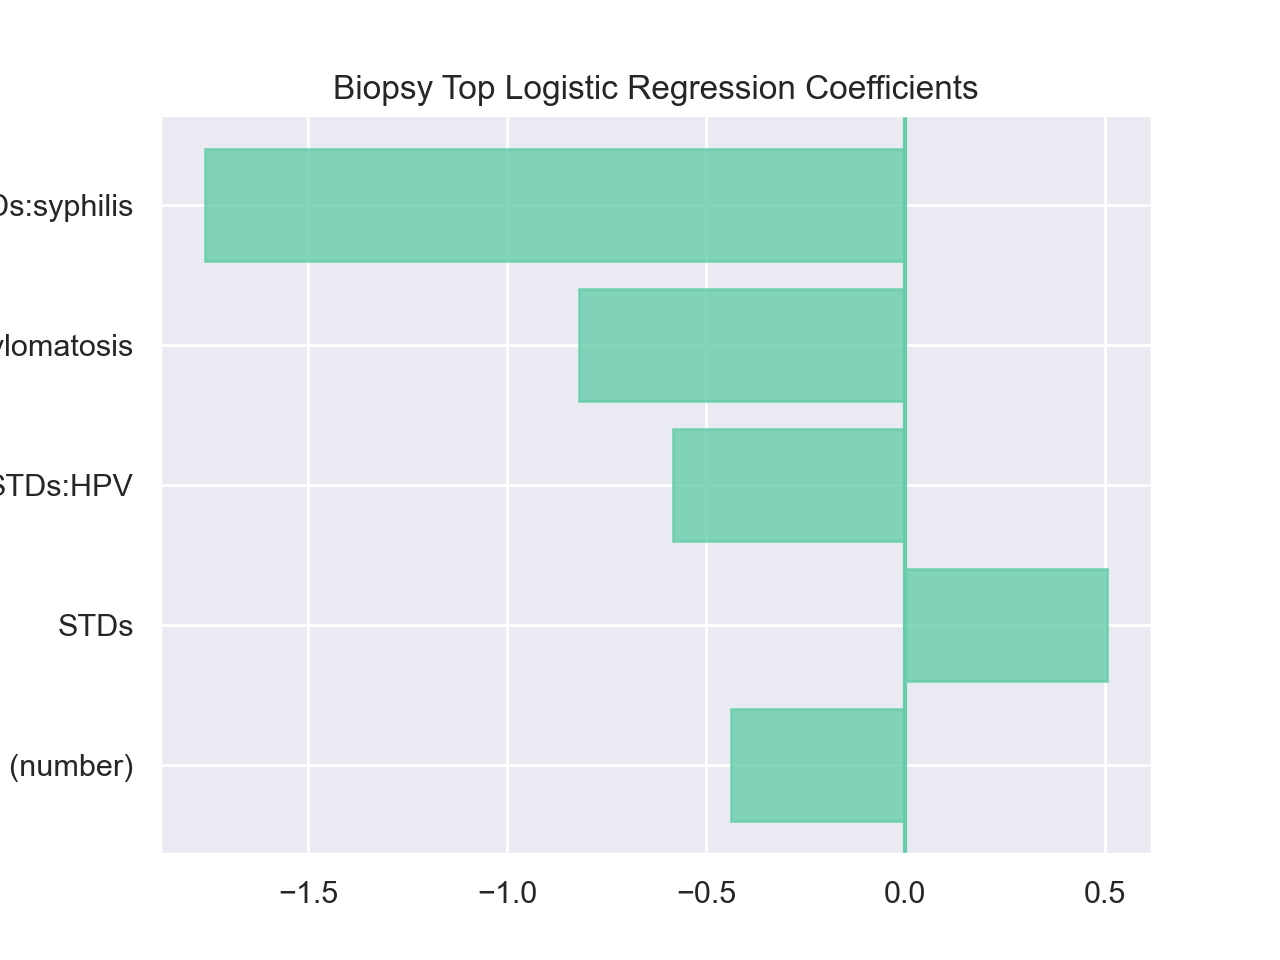 Biopsy Top Logistic Regression Coefficients
Ds:syphilis
ylomatosis
STDs:HPV
STDs
(number)
−1.5 −1.0 −0.5 0.0 0.5